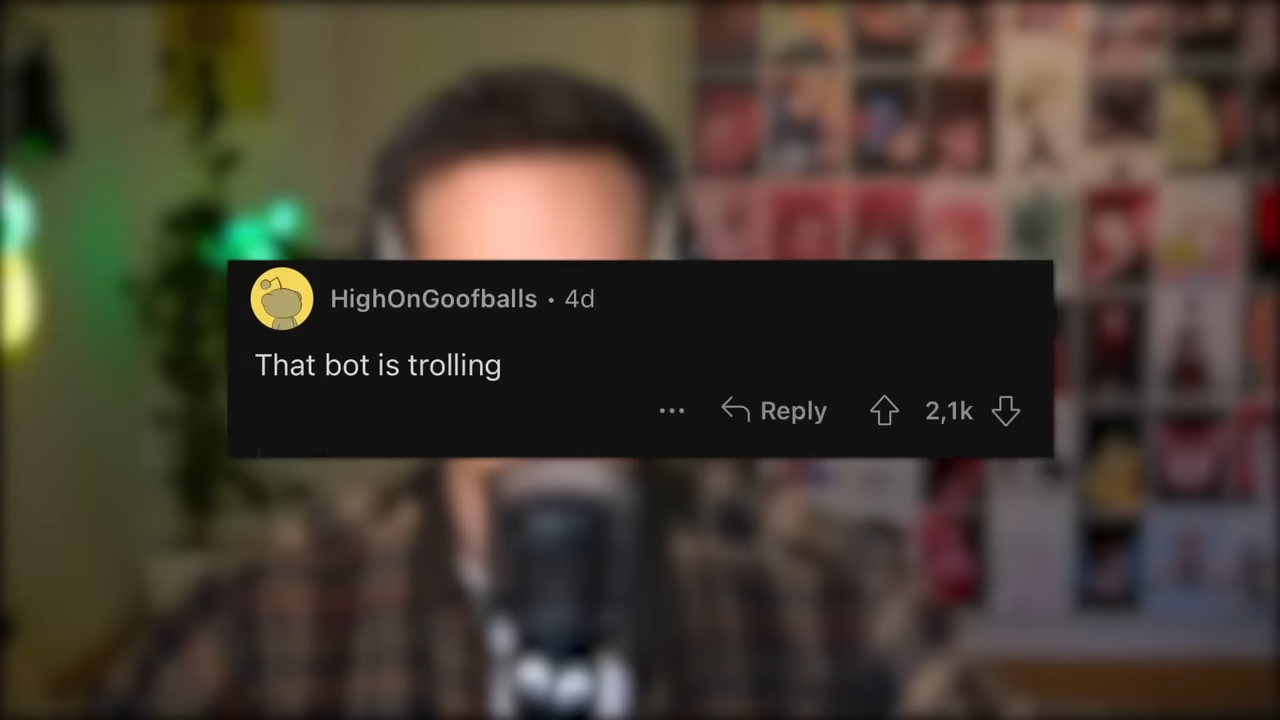 HighOnGoofballs • 4d
That bot is trolling
••• Reply 2,1k